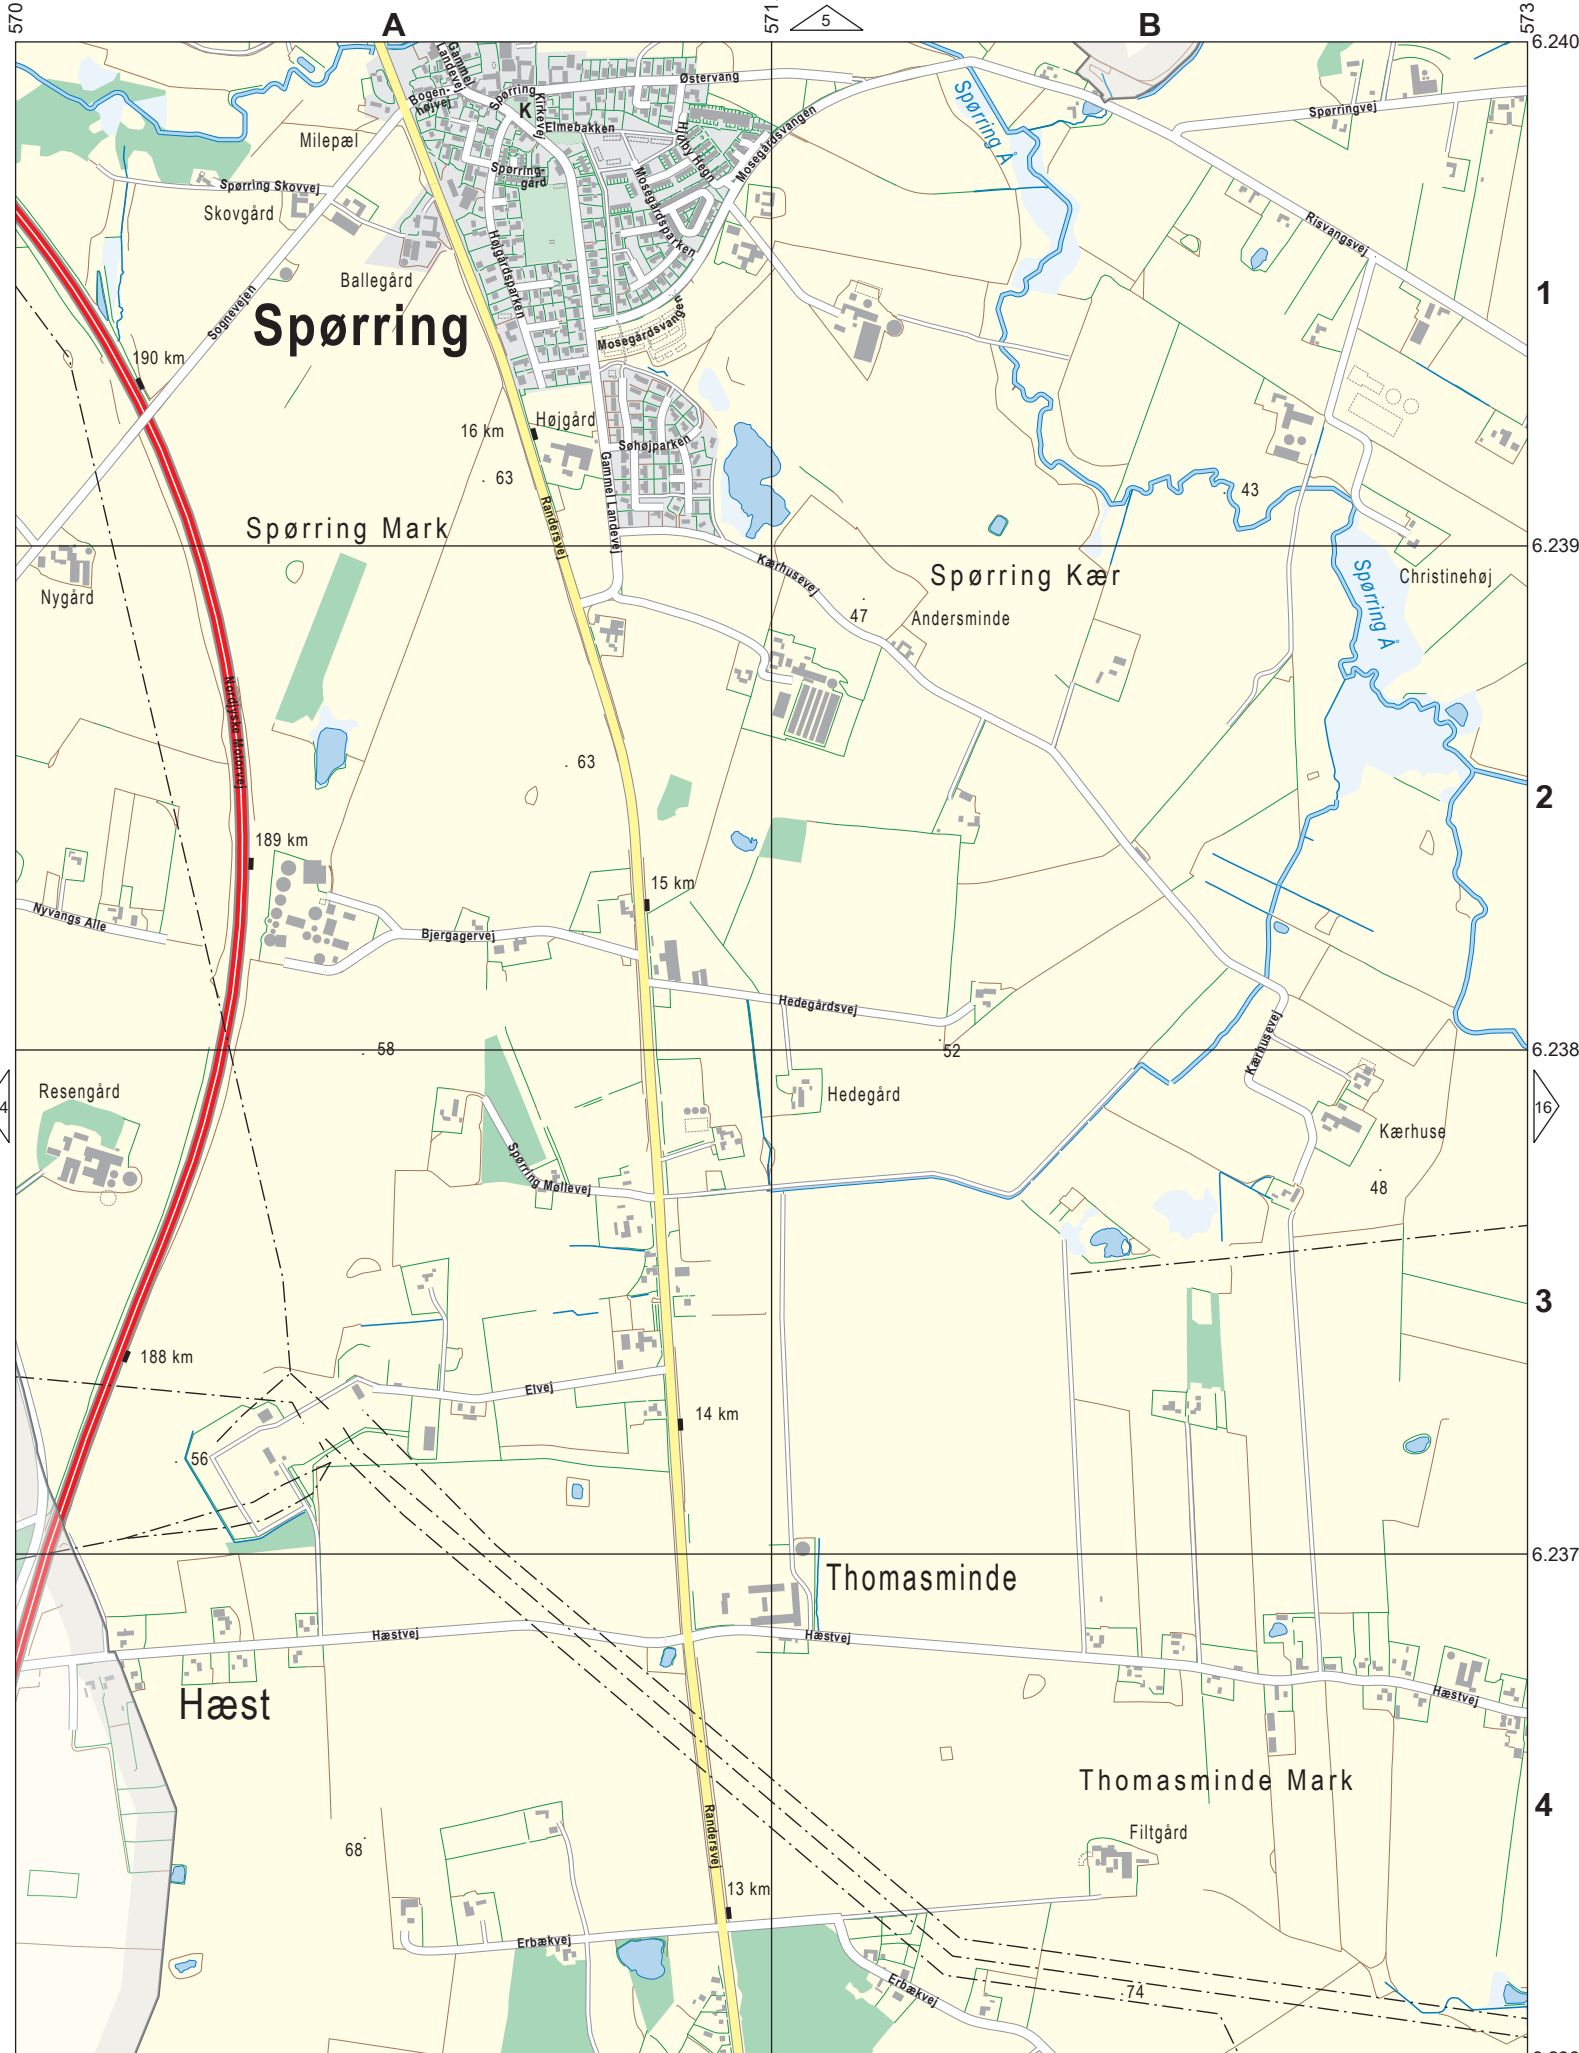 570
A
571
5
B
573
6.240
Gammel
Landevej
Bogen-
højvej
Spørring
Kirkevej
K
Østervang
Elmebakken
Hjulby Hegn
Mosegårdsvangen
Spørring Å
Spørringvej
Milepæl
Spørring Skovvej
Skovgård
Spørring-
gård
Mosegårdsparken
Risvangsvej
Højgårdsparken
Ballegård
Sognevejen
Spørring
Mosegårdsvangen
1
190 km
16 km
Højgård
Søhøjparken
63
Gammel Landevej
43
Randersvej
Spørring Mark
6.239
Kærhusevej
Spørring Kær
Spørring Å
Christinehøj
Nygård
47
Andersminde
Nordjyske Motorvej
63
2
189 km
15 km
Nyvangs Alle
Bjergagervej
Hedegårdsvej
Kærhusevej
58
52
6.238
14
Resengård
Hedegård
16
Kærhuse
Spørring Møllevej
48
3
188 km
Elvej
14 km
56
6.237
Thomasminde
Hæstvej
Hæstvej
Hæst
Hæstvej
Thomasminde Mark
4
Randersvej
Filtgård
68
13 km
Erbækvej
Erbækvej
74